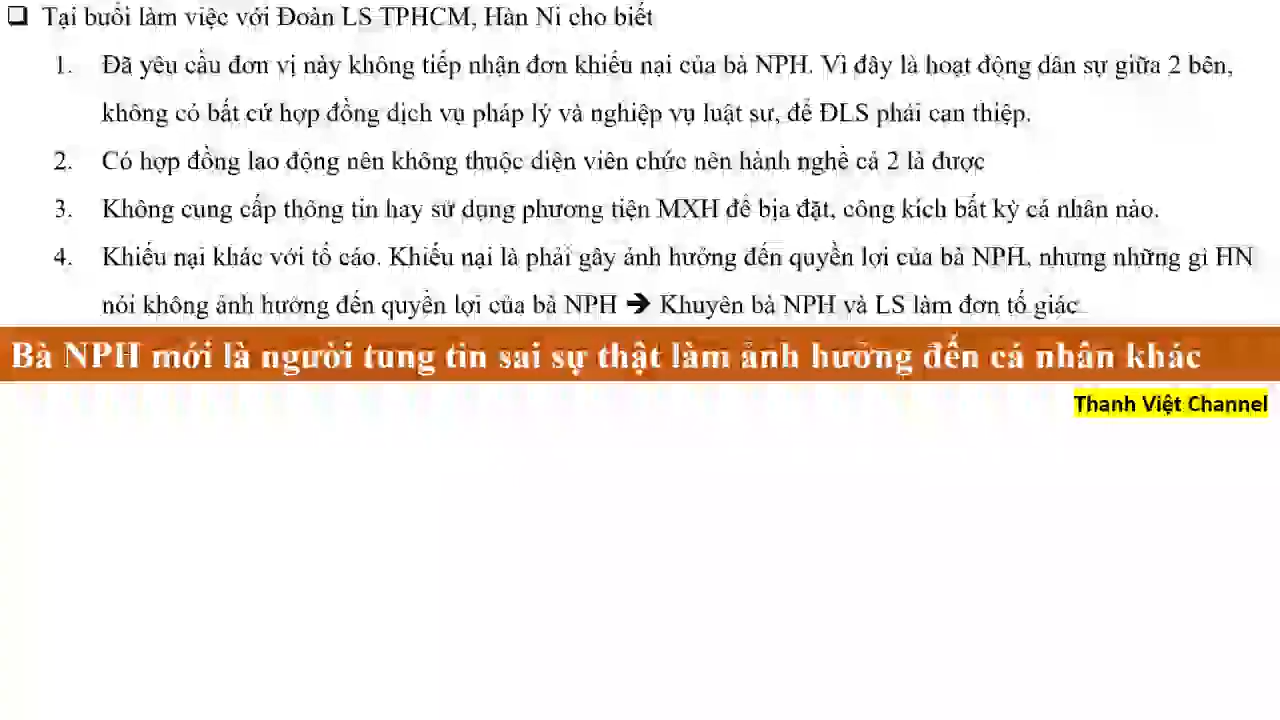 ❑ Tại buổi làm việc với Đoàn LS TPHCM, Hàn Ni cho biết
1. Đã yêu cầu đơn vị này không tiếp nhận đơn khiếu nại của bà NPH. Vì đây là hoạt động dân sự giữa 2 bên,
không có bất cứ hợp đồng dịch vụ pháp lý và nghiệp vụ luật sư, để ĐLS phải can thiệp.
2. Có hợp đồng lao động nên không thuộc diện viên chức nên hành nghề cả 2 là được
3. Không cung cấp thông tin hay sử dụng phương tiện MXH để bịa đặt, công kích bất kỳ cá nhân nào.
4. Khiếu nại khác với tố cáo. Khiếu nại là phải gây ảnh hưởng đến quyền lợi của bà NPH, nhưng những gì HN
nói không ảnh hưởng đến quyền lợi của bà NPH ➔ Khuyên bà NPH và LS làm đơn tố giác
Bà NPH mới là người tung tin sai sự thật làm ảnh hưởng đến cá nhân khác
Thanh Việt Channel